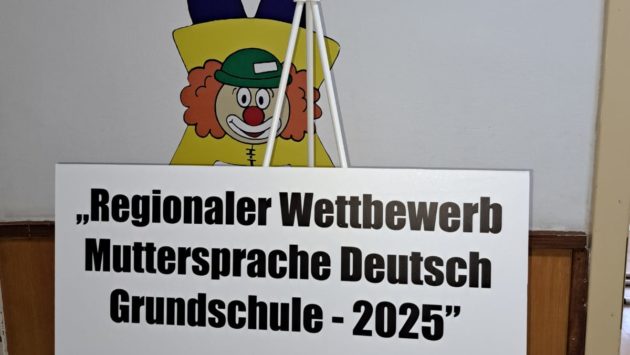 „Regionaler Wettbewerb
Muttersprache Deutsch
Grundschule - 2025”